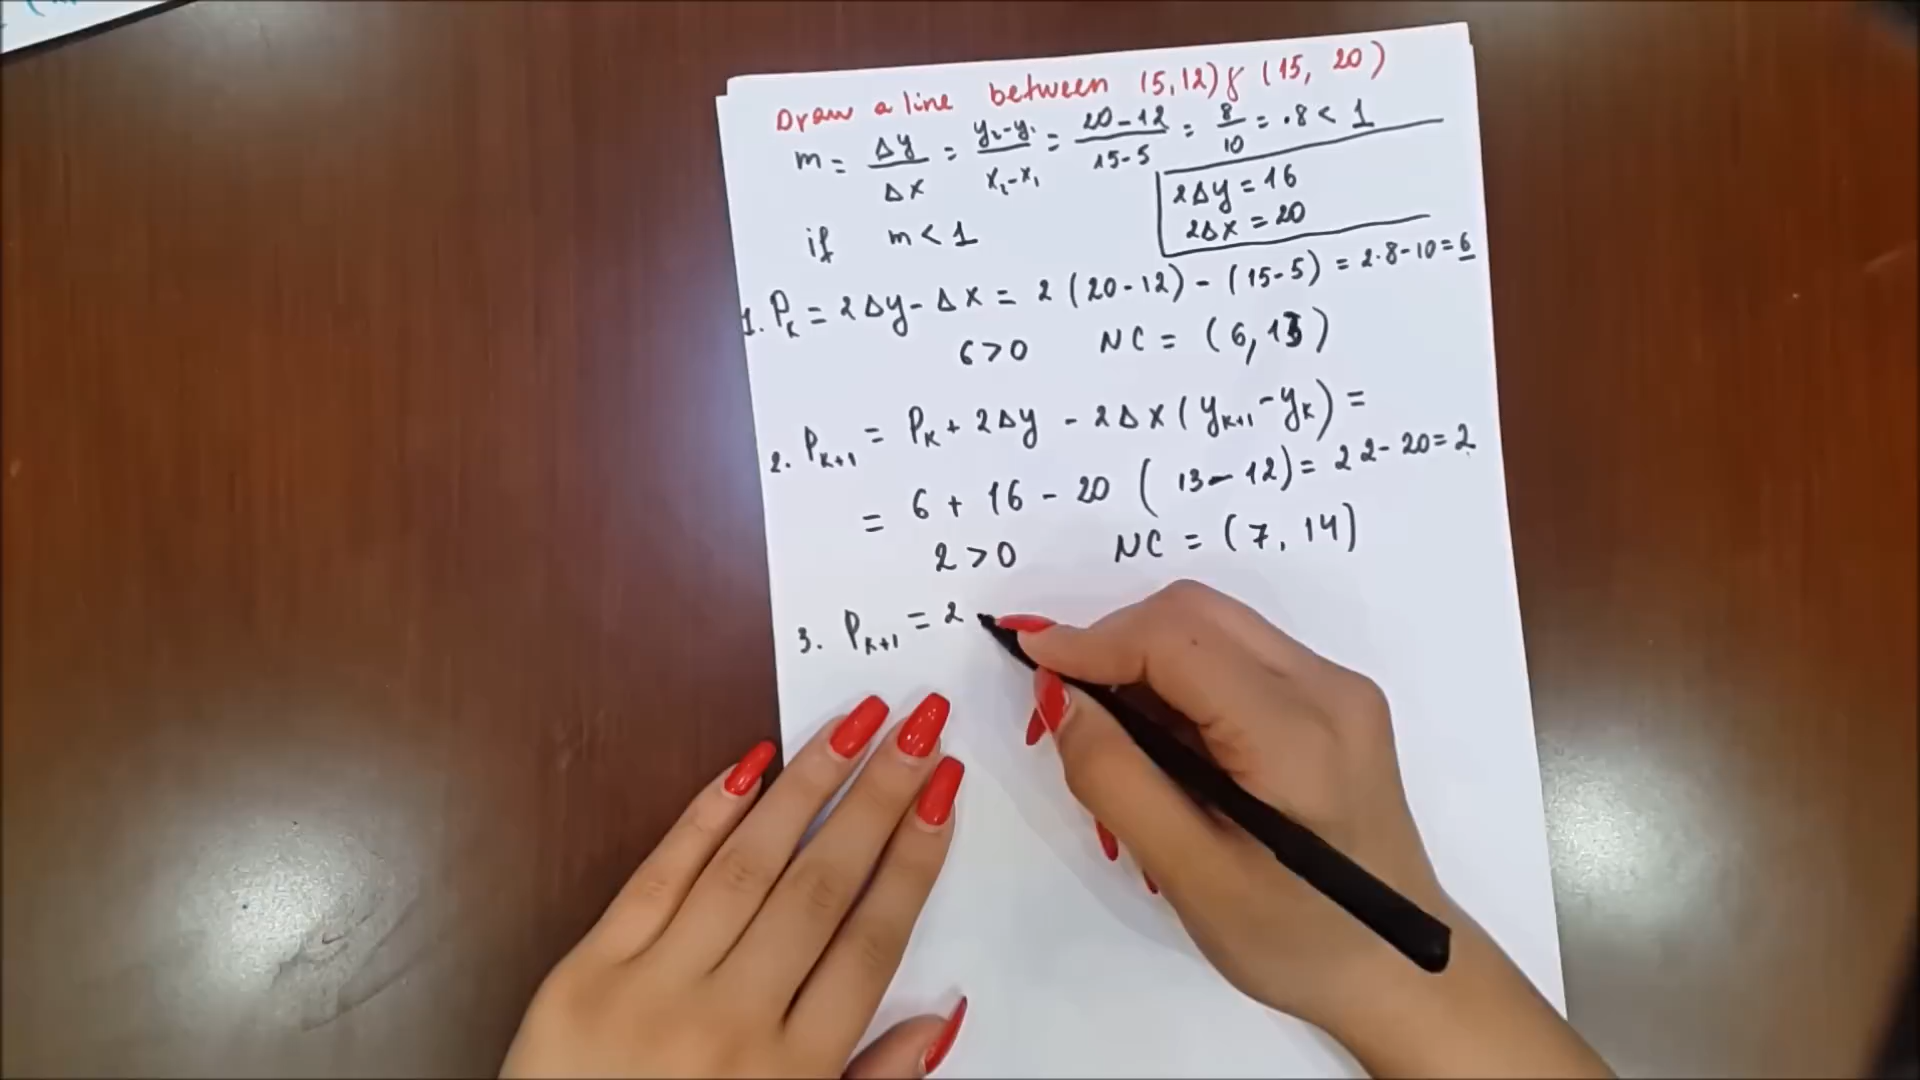 Draw a line between (5,12) & (15, 20)
m = Δy/Δx = y₂-y₁/x₂-x₁ = 20-12/15-5 = 8/10 = .8 < 1
2Δy = 16
2Δx = 20
if m < 1
1. Pₖ = 2Δy - Δx = 2 (20-12) - (15-5) = 2.8-10 = 6
6 > 0 NC = (6, 13)
2. Pₖ₊₁ = Pₖ + 2Δy - 2Δx (yₖ₊₁ - yₖ) =
= 6 + 16 - 20 ( 13 - 12) = 22 - 20 = 2
2 > 0 NC = (7, 14)
3. Pₖ₊₁ = 2